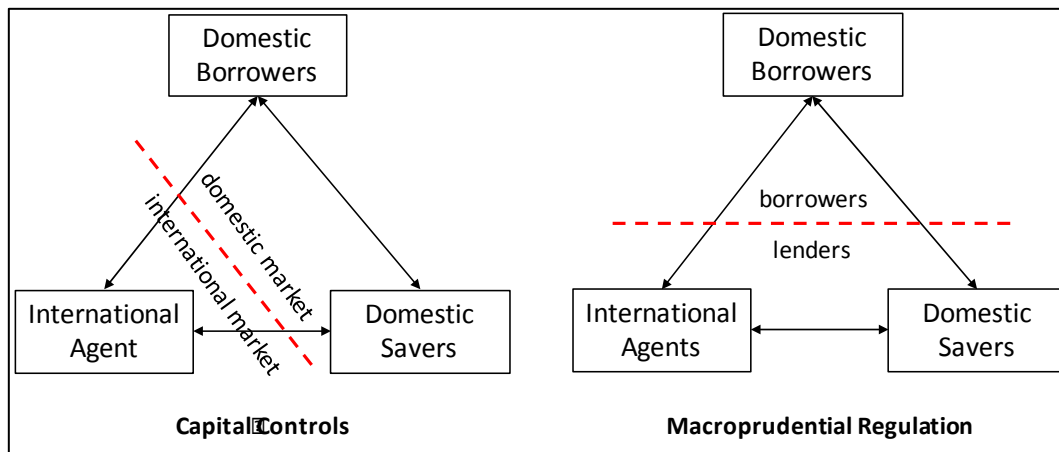 Domestic
Borrowers
domestic market
international market
International
Agent
Domestic
Savers
Capital Controls
Domestic
Borrowers
borrowers
lenders
International
Agents
Domestic
Savers
Macroprudential Regulation